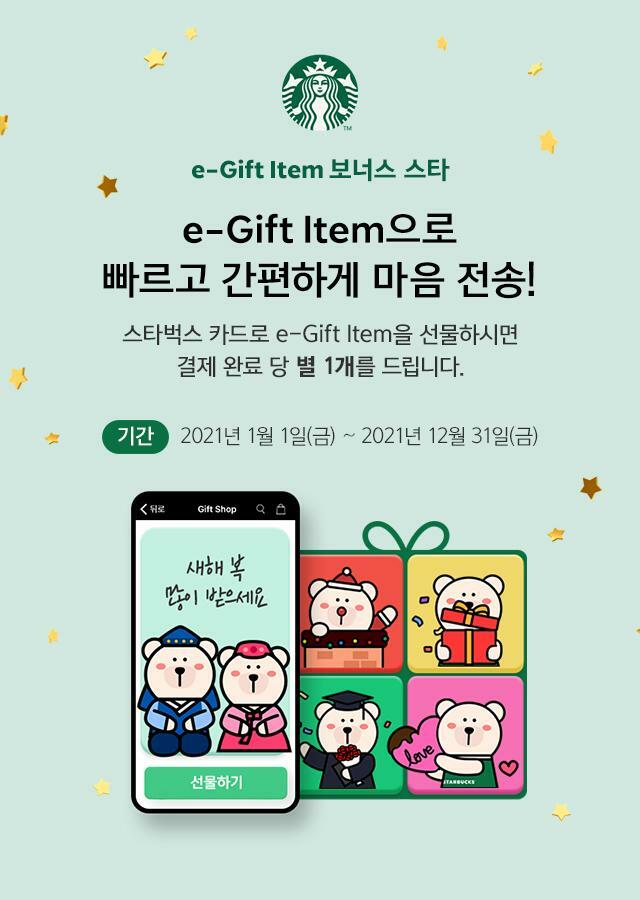 TM
e-Gift Item 보너스 스타
e-Gift Item으로
빠르고 간편하게 마음 전송!
스타벅스 카드로 e-Gift Item을 선물하시면
결제 완료 당 별 1개를 드립니다.
기간 2021년 1월 1일(금) ~ 2021년 12월 31일(금)
뒤로 Gift Shop
새해 복
많이 받으세요
선물하기
love
STARBUCKS